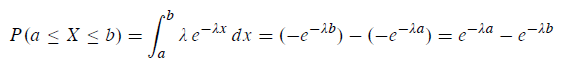 P(a ≤ X ≤ b) = ∫_a^b λ e^{−λx} dx = (−e^{−λb}) − (−e^{−λa}) = e^{−λa} − e^{−λb}